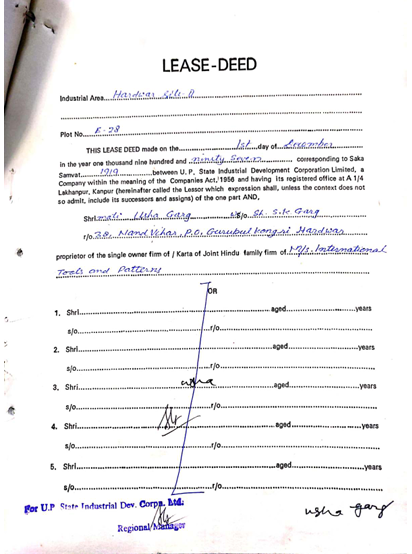 LEASE-DEED
Industrial Area....Hardwar Site II
Plot No....E-28
THIS LEASE DEED made on the....1st....day of....December
in the year one thousand nine hundred and ninety Seven.... corresponding to Saka
Samvat....1919....between U. P. State Industrial Development Corporation Limited, a
Company within the meaning of the Companies Act, 1956 and having its registered office at A 1/4
Lakhanpur, Kanpur (hereinafter called the Lessor which expression shall, unless the context does not
so admit, include its successors and assigns) of the one part AND,
Shrimati Usha Garg W/o Sh. S.K Garg
r/o 38, Nand Vihar, P.O. Gurukul Kangri Hardwar
proprietor of the single owner firm of / Karta of Joint Hindu family firm of M/s. International
Tools and Patterns
OR
1. Shri....aged....years
s/o....r/o....
2. Shri....aged....years
s/o....r/o....
3. Shri....aged....years
usha
s/o....r/o....
4. Shri....aged....years
s/o....r/o....
5. Shri....aged....years
s/o....r/o....
For U.P State Industrial Dev. Corpn. Ltd.
usha garg
Regional Manager